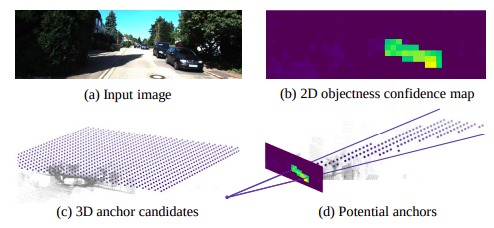 (a) Input image
(b) 2D objectness confidence map
(c) 3D anchor candidates
(d) Potential anchors